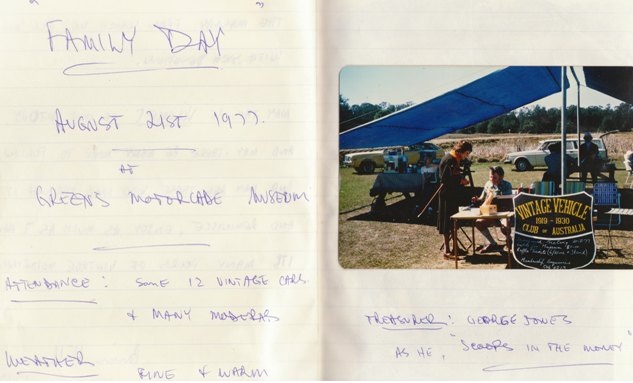 FAMILY DAY
AUGUST 21ST 1977.
AT
GREENS MOTORCADE MUSEUM
ATTENDANCE: SOME 12 VINTAGE CARS
& MANY MODERNS
WEATHER FINE & WARM
VINTAGE VEHICLE
1919 - 1930
CLUB OF AUSTRALIA
TREASURER: GEORGE JONES
AS HE, "SCOOPS IN THE MONEY"